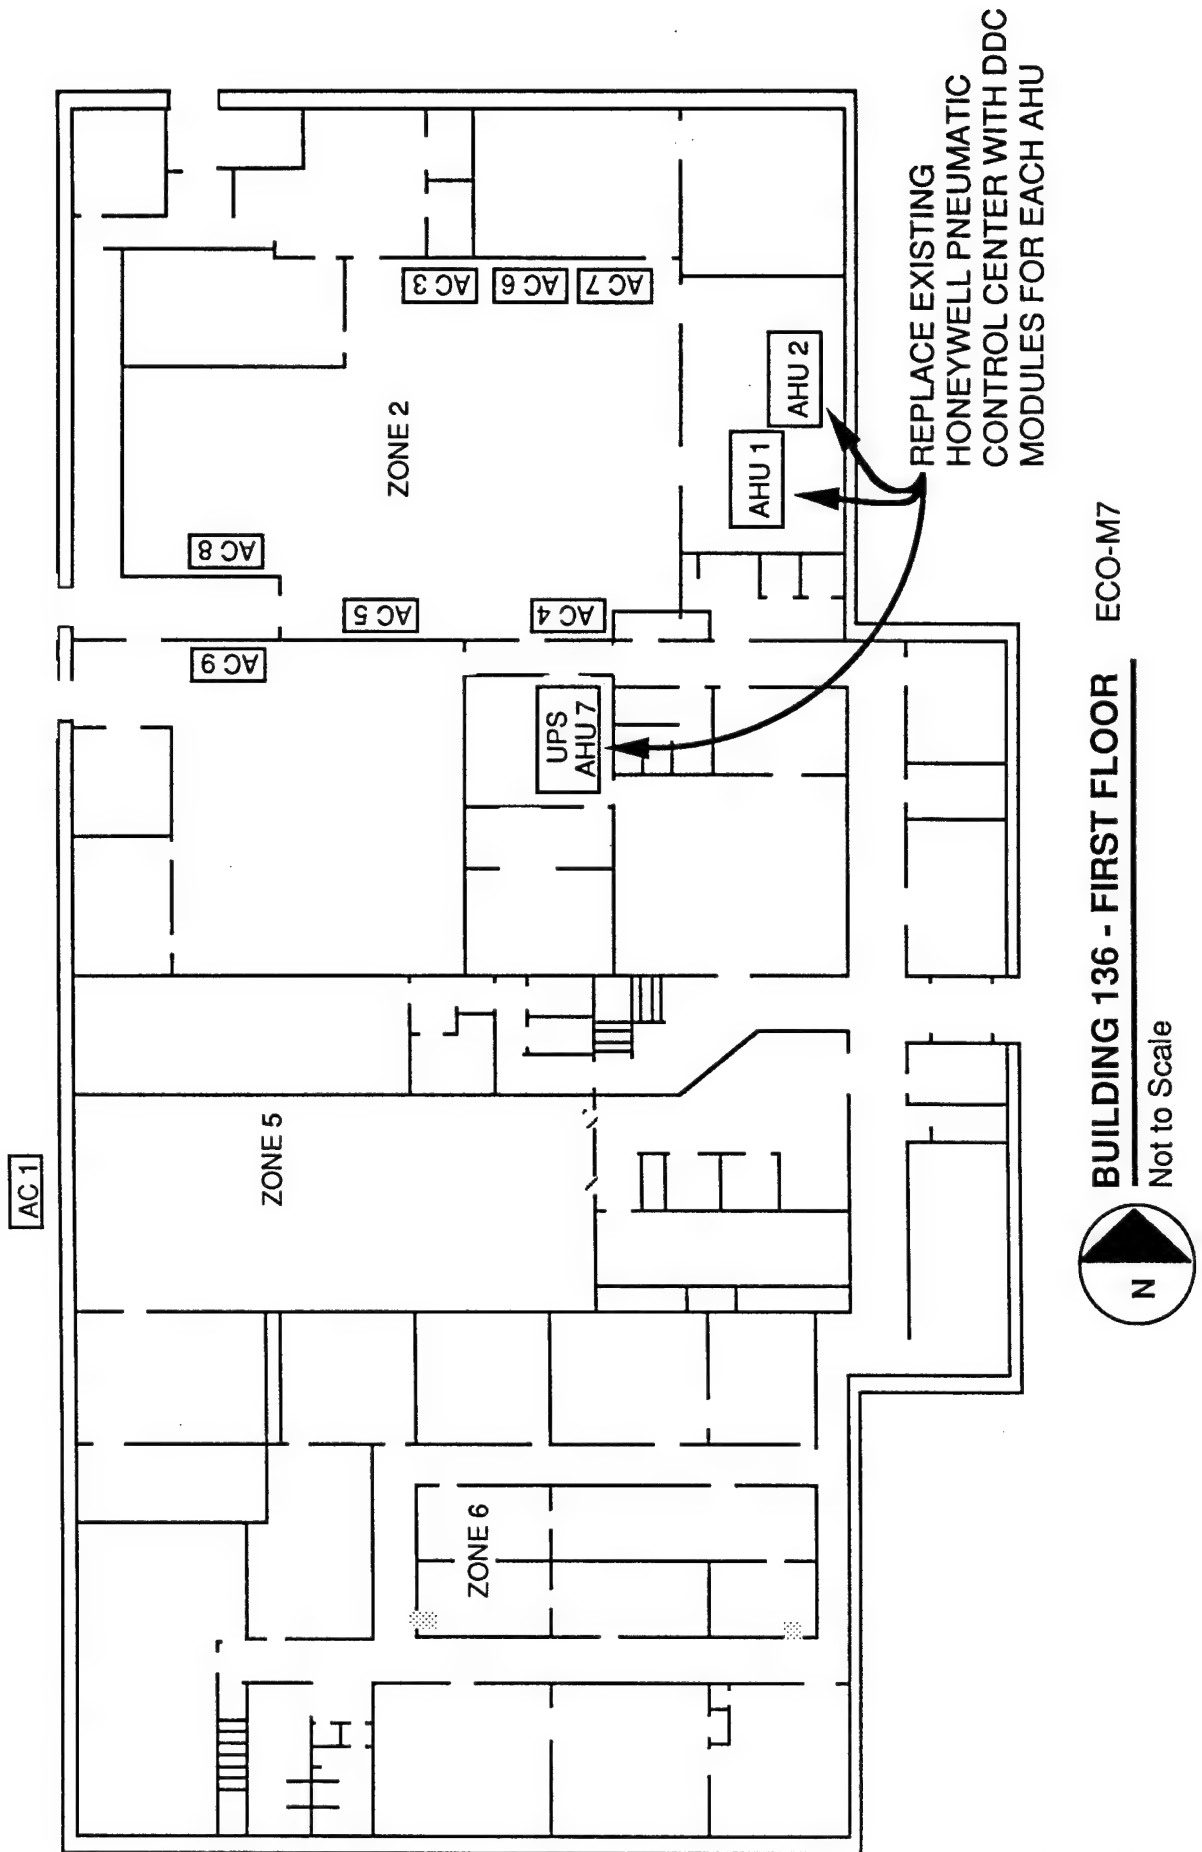 AC 1
ZONE 5
ZONE 6
AC 9
AC 8
AC 5
AC 4
UPS
AHU 7
ZONE 2
AC 3
AC 6
AC 7
AHU 1
AHU 2
REPLACE EXISTING
HONEYWELL PNEUMATIC
CONTROL CENTER WITH DDC
MODULES FOR EACH AHU
N
BUILDING 136 - FIRST FLOOR ECO-M7
Not to Scale